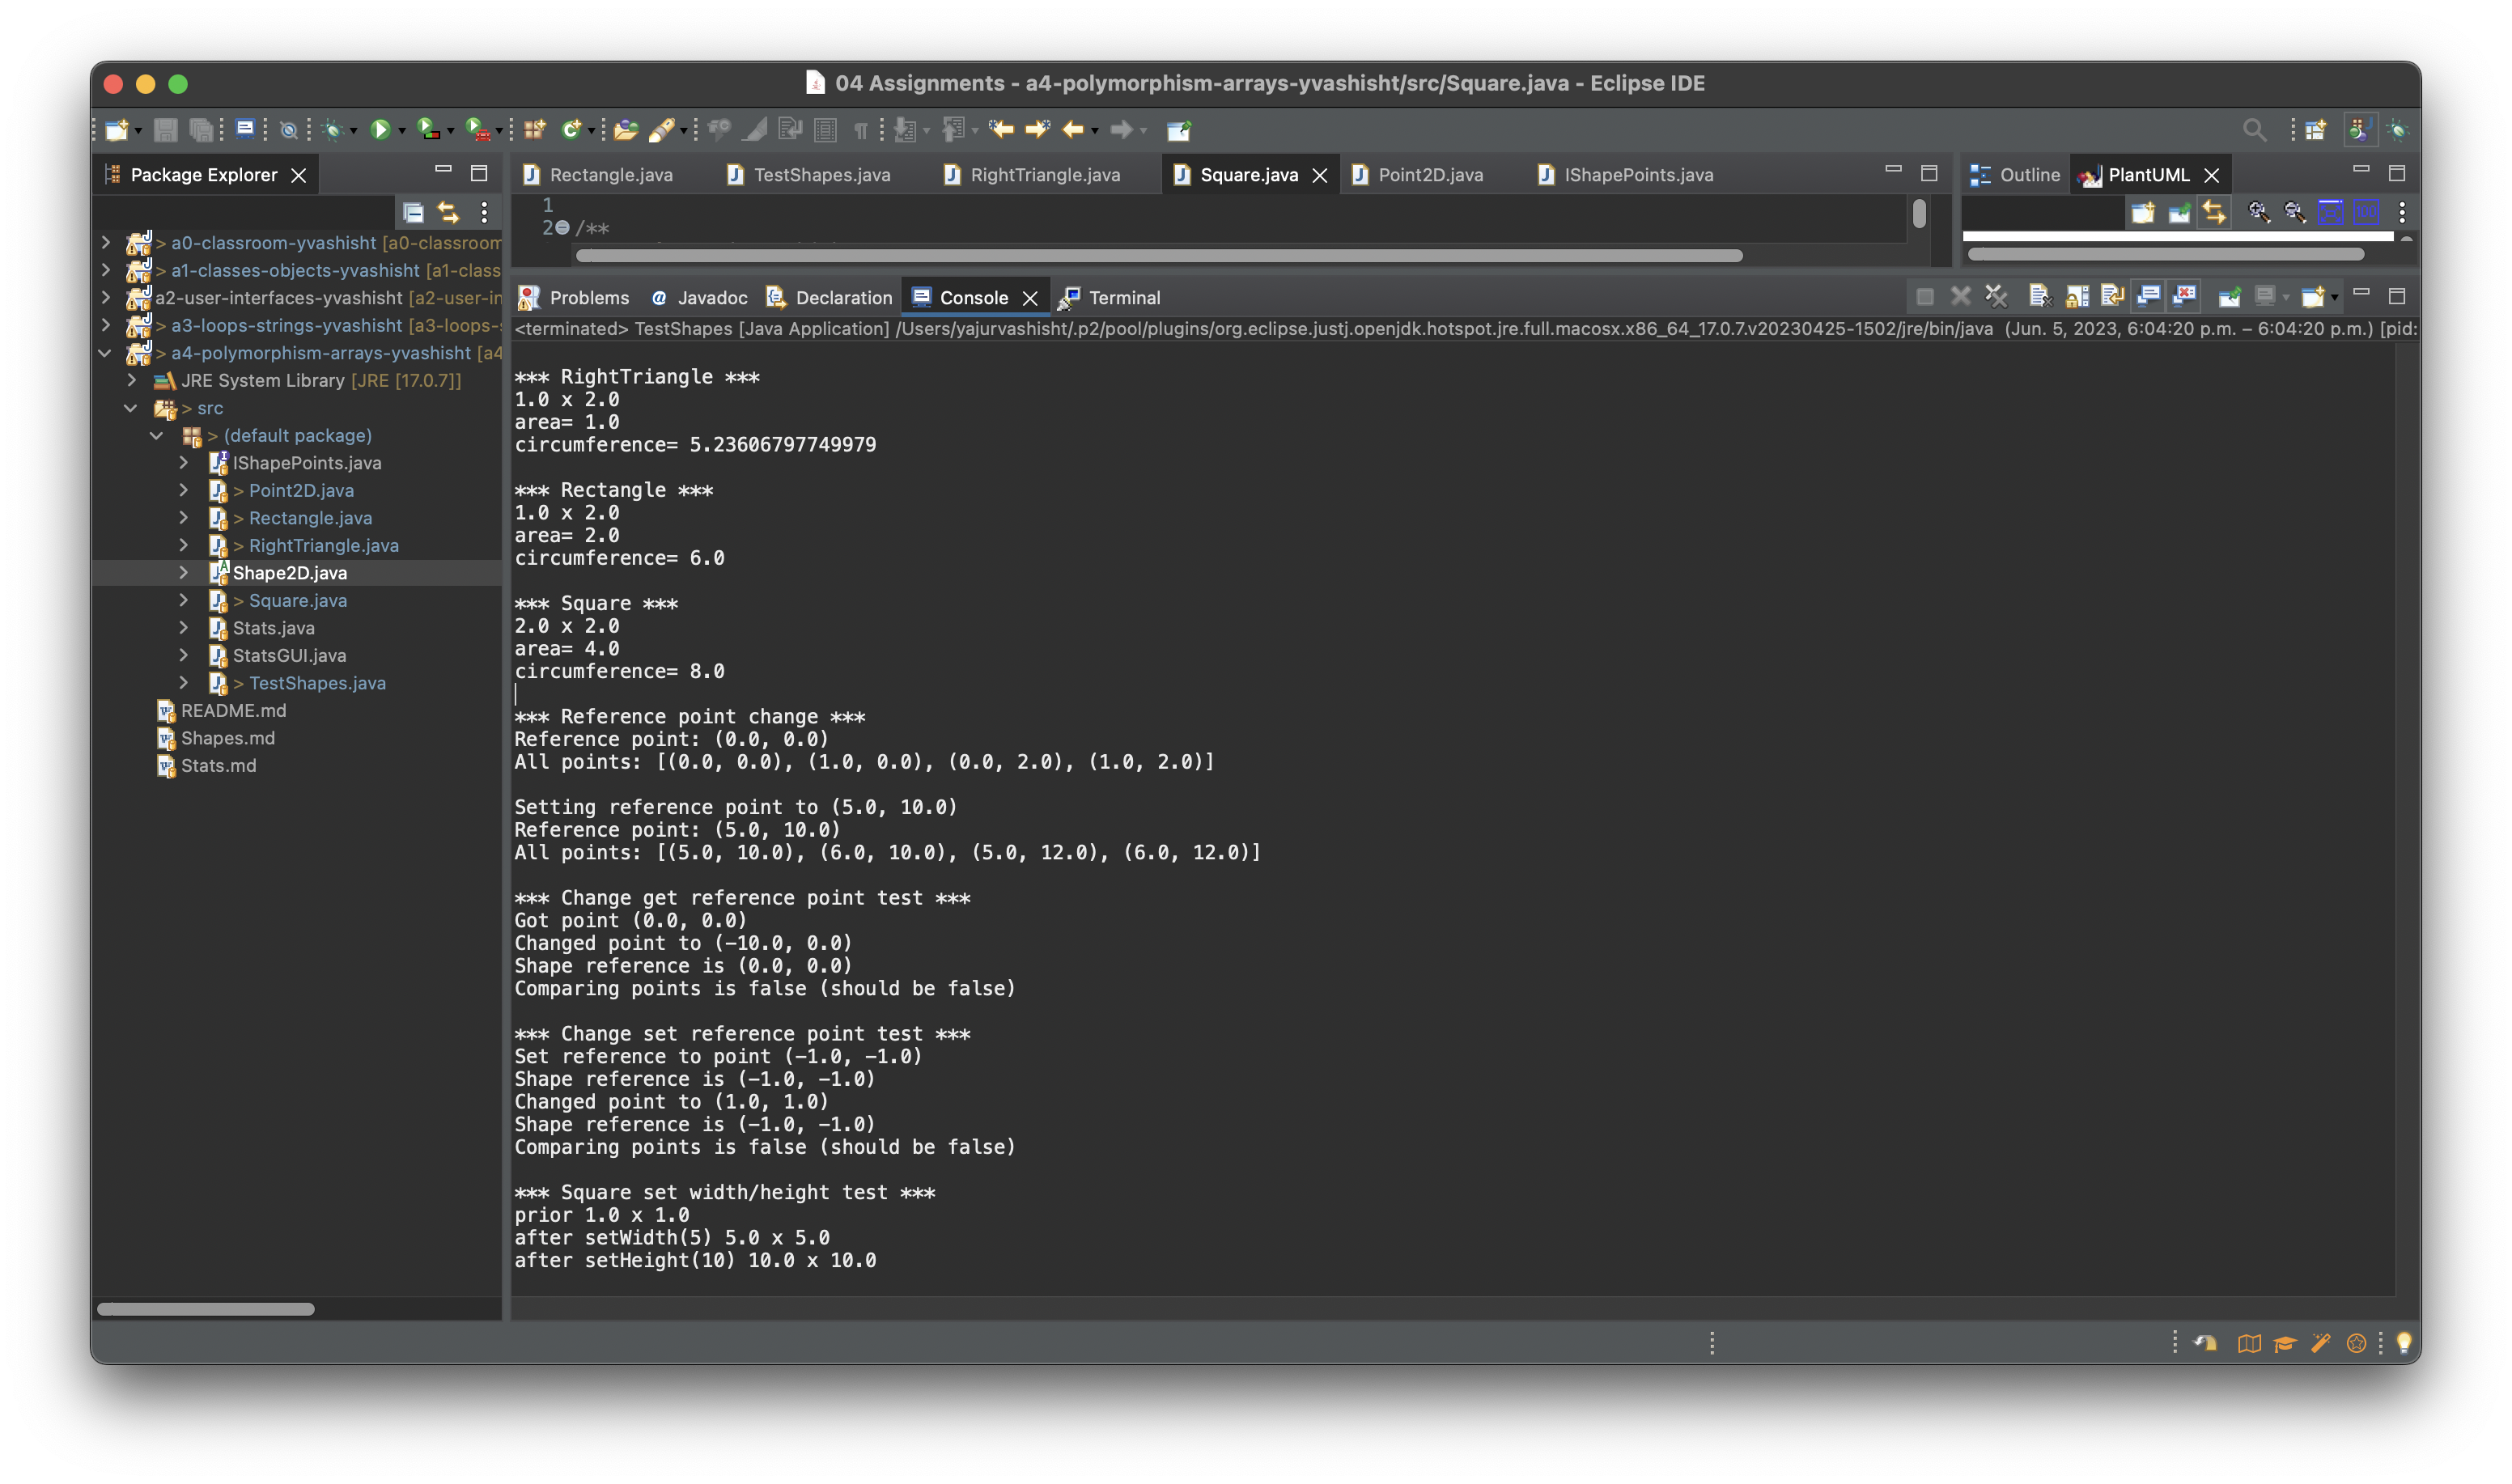 04 Assignments - a4-polymorphism-arrays-yvashisht/src/Square.java - Eclipse IDE
Package Explorer
Rectangle.java TestShapes.java RightTriangle.java Square.java Point2D.java IShapePoints.java
Outline PlantUML
1
2 /**
> a0-classroom-yvashisht [a0-classroom
> a1-classes-objects-yvashisht [a1-class
a2-user-interfaces-yvashisht [a2-user-in
> a3-loops-strings-yvashisht [a3-loops-s
> a4-polymorphism-arrays-yvashisht [a4
JRE System Library [JRE [17.0.7]]
> src
> (default package)
IShapePoints.java
> Point2D.java
> Rectangle.java
> RightTriangle.java
Shape2D.java
> Square.java
Stats.java
StatsGUI.java
> TestShapes.java
README.md
Shapes.md
Stats.md
Problems @ Javadoc Declaration Console Terminal
<terminated> TestShapes [Java Application] /Users/yajurvashisht/.p2/pool/plugins/org.eclipse.justj.openjdk.hotspot.jre.full.macosx.x86_64_17.0.7.v20230425-1502/jre/bin/java (Jun. 5, 2023, 6:04:20 p.m. – 6:04:20 p.m.) [pid:
*** RightTriangle ***
1.0 x 2.0
area= 1.0
circumference= 5.23606797749979
*** Rectangle ***
1.0 x 2.0
area= 2.0
circumference= 6.0
*** Square ***
2.0 x 2.0
area= 4.0
circumference= 8.0
*** Reference point change ***
Reference point: (0.0, 0.0)
All points: [(0.0, 0.0), (1.0, 0.0), (0.0, 2.0), (1.0, 2.0)]
Setting reference point to (5.0, 10.0)
Reference point: (5.0, 10.0)
All points: [(5.0, 10.0), (6.0, 10.0), (5.0, 12.0), (6.0, 12.0)]
*** Change get reference point test ***
Got point (0.0, 0.0)
Changed point to (-10.0, 0.0)
Shape reference is (0.0, 0.0)
Comparing points is false (should be false)
*** Change set reference point test ***
Set reference to point (-1.0, -1.0)
Shape reference is (-1.0, -1.0)
Changed point to (1.0, 1.0)
Shape reference is (-1.0, -1.0)
Comparing points is false (should be false)
*** Square set width/height test ***
prior 1.0 x 1.0
after setWidth(5) 5.0 x 5.0
after setHeight(10) 10.0 x 10.0